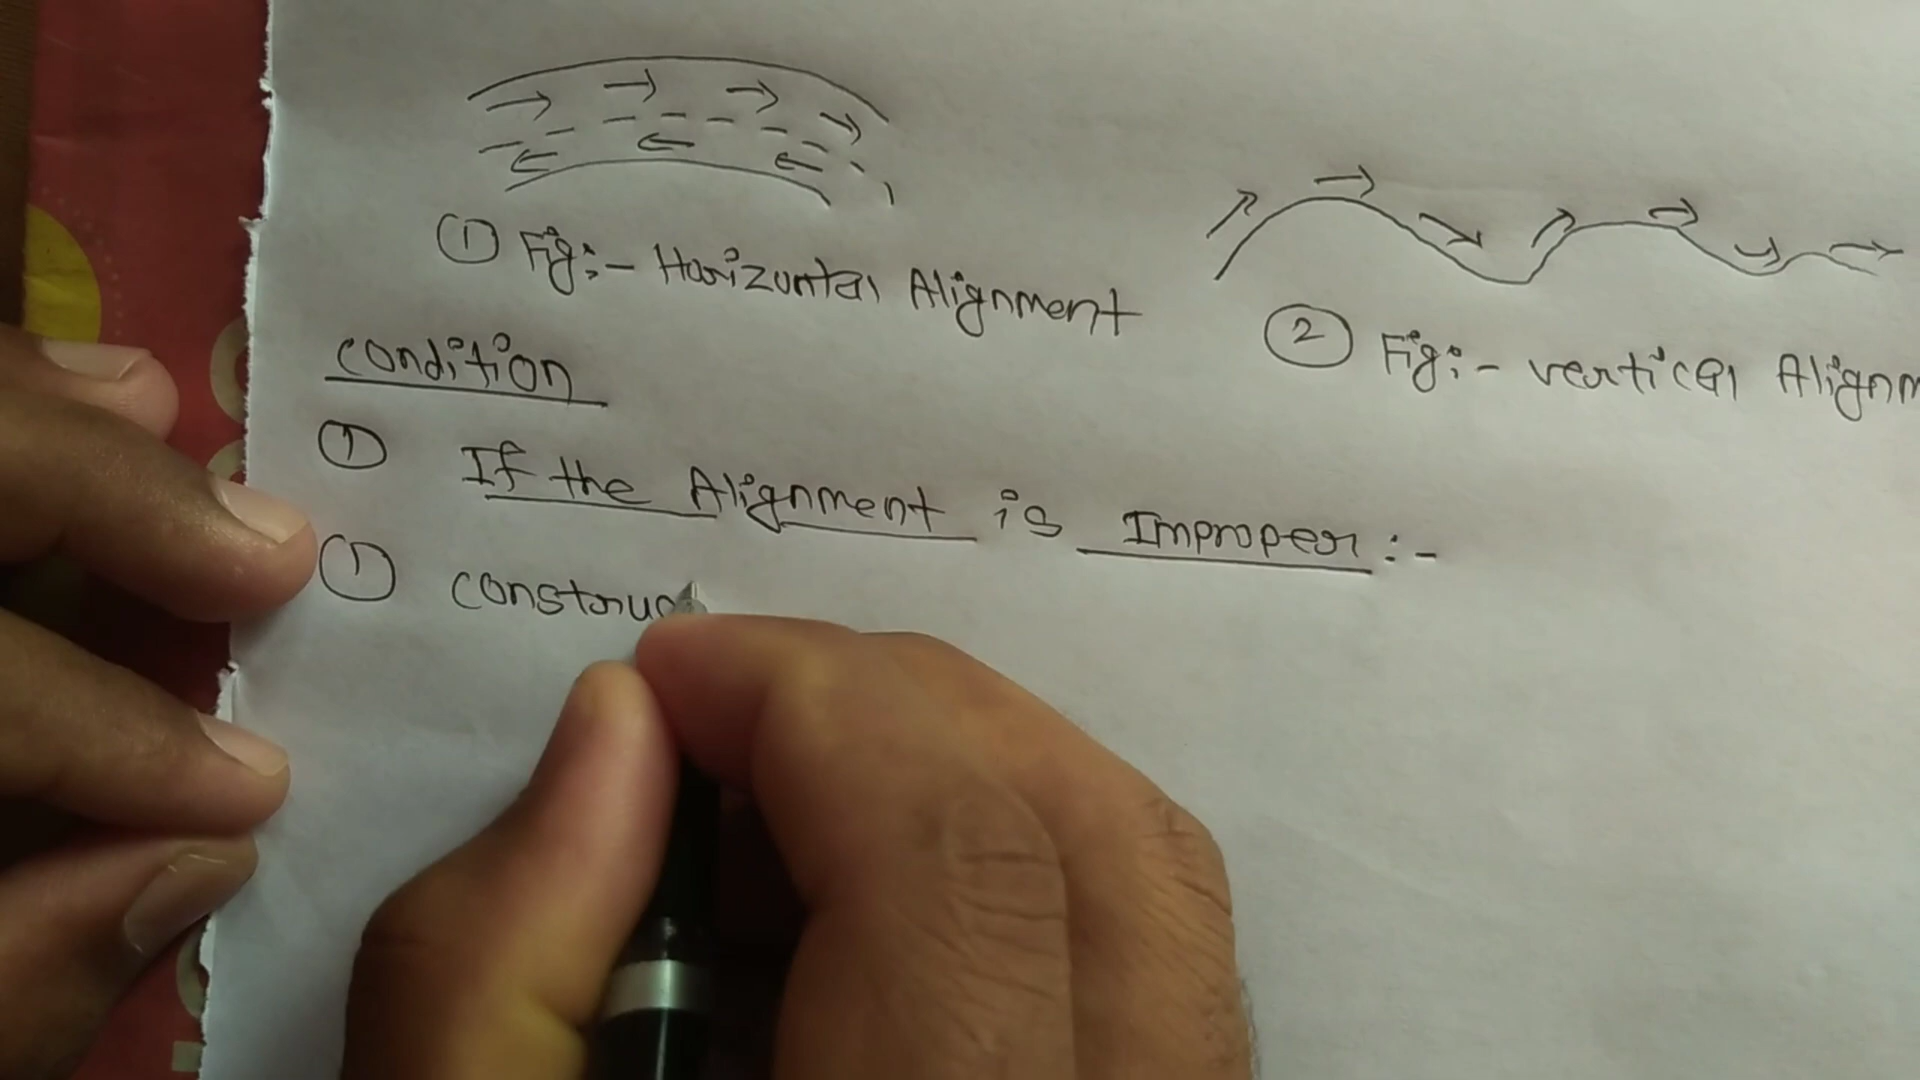 ① Fig:- Horizontal Alignment
② Fig:- vertical Alignm
condition
① If the Alignment is Improper:-
① construc